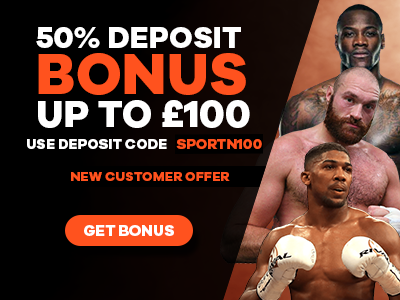 50% DEPOSIT
BONUS
UP TO £100
USE DEPOSIT CODE SPORTN100
NEW CUSTOMER OFFER
GET BONUS